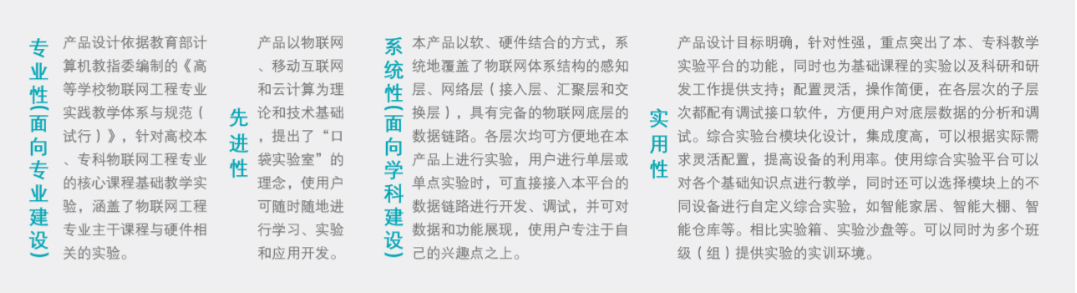 专业性(面向专业建设)
产品设计依据教育部计
算机教指委编制的《高
等学校物联网工程专业
实践教学体系与规范（
试行）》，针对高校本
、专科物联网工程专业
的核心课程基础教学实
验，涵盖了物联网工程
专业主干课程与硬件相
关的实验。
先进性
产品以物联网
、移动互联网
和云计算为理
论和技术基础
，提出了“口
袋实验室”的
理念，使用户
可随时随地进
行学习、实验
和应用开发。
系统性(面向学科建设)
本产品以软、硬件结合的方式，系
统地覆盖了物联网体系结构的感知
层、网络层（接入层、汇聚层和交
换层），具有完备的物联网底层的
数据链路。各层次均可方便地在本
产品上进行实验，用户进行单层或
单点实验时，可直接接入本平台的
数据链路进行开发、调试，并可对
数据和功能展现，使用户专注于自
己的兴趣点之上。
实用性
产品设计目标明确，针对性强，重点突出了本、专科教学
实验平台的功能，同时也为基础课程的实验以及科研和研
发工作提供支持；配置灵活，操作简便，在各层次的子层
次都配有调试接口软件，方便用户对底层数据的分析和调
试。综合实验台模块化设计，集成度高，可以根据实际需
求灵活配置，提高设备的利用率。使用综合实验平台可以
对各个基础知识点进行教学，同时还可以选择模块上的不
同设备进行自定义综合实验，如智能家居、智能大棚、智
能仓库等。相比实验箱、实验沙盘等。可以同时为多个班
级（组）提供实验的实训环境。